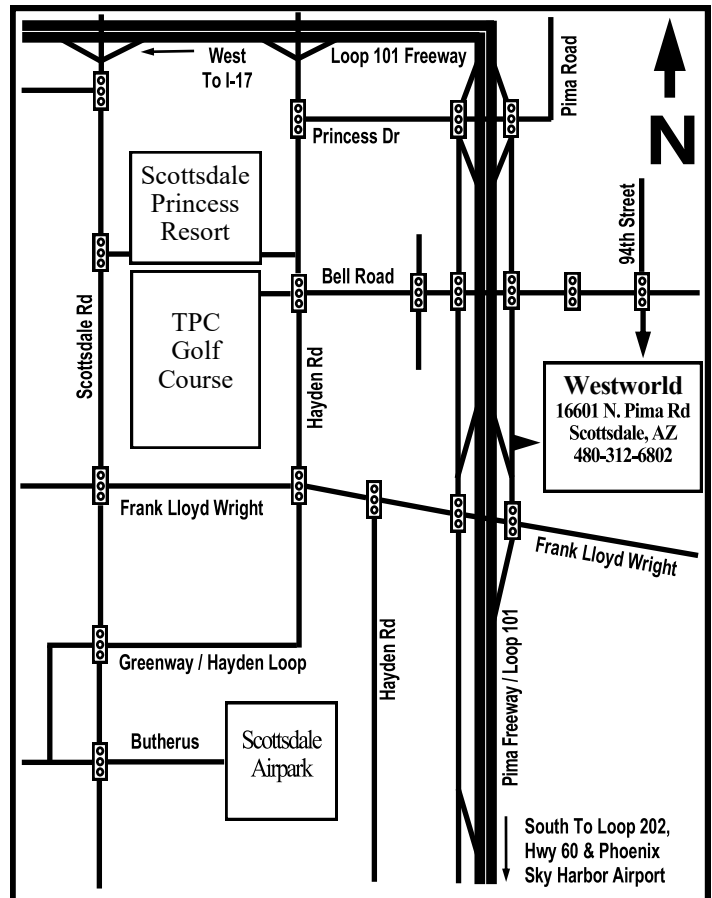 West
To I-17
Loop 101 Freeway
Pima Road
N
Princess Dr
Scottsdale
Princess
Resort
94th Street
Bell Road
TPC
Golf
Course
Scottsdale Rd
Hayden Rd
Westworld
16601 N. Pima Rd
Scottsdale, AZ
480-312-6802
Frank Lloyd Wright
Frank Lloyd Wright
Greenway / Hayden Loop
Hayden Rd
Pima Freeway / Loop 101
Butherus
Scottsdale
Airpark
South To Loop 202,
Hwy 60 & Phoenix
Sky Harbor Airport